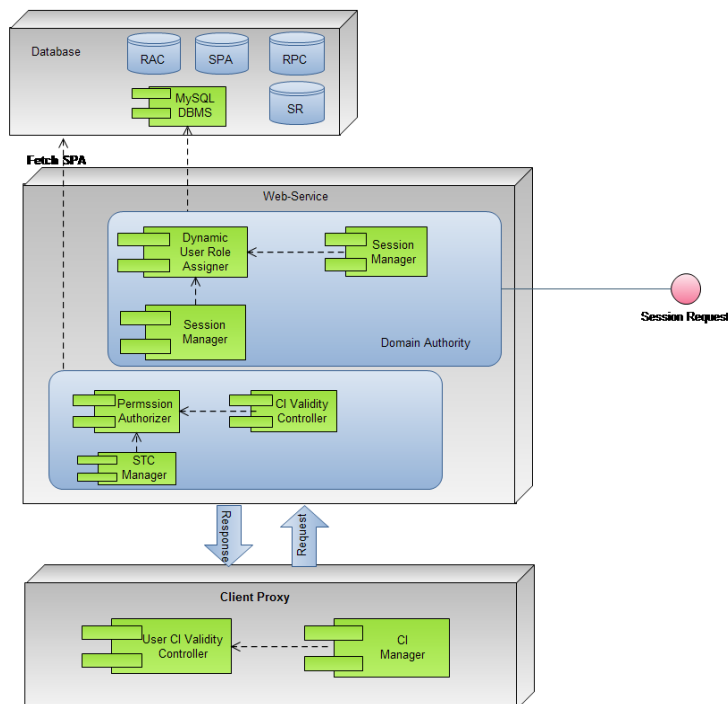 Database
RAC
SPA
RPC
MySQL
DBMS
SR
Fetch SPA
Web-Service
Dynamic
User Role
Assigner
Session
Manager
Session
Manager
Domain Authority
Session Request
Permssion
Authorizer
CI Validity
Controller
STC
Manager
Response
Request
Client Proxy
User CI Validity
Controller
CI
Manager